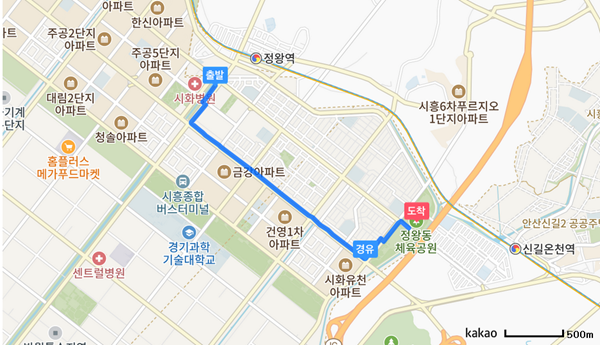 한신아파트
주공2단지
아파트
주공5단지
아파트
정왕역
출발
시화병원
대림2단지
아파트
시흥6차푸르지오
1단지아파트
기계
단지
청솔아파트
홈플러스
메가푸드마켓
금강아파트
시흥종합
버스터미널
도착
건영1차
아파트
정왕동
체육공원
안산신길2 공공주
경기과학
기술대학교
경유
신길온천역
센트럴병원
시화유천
아파트
kakao
500m